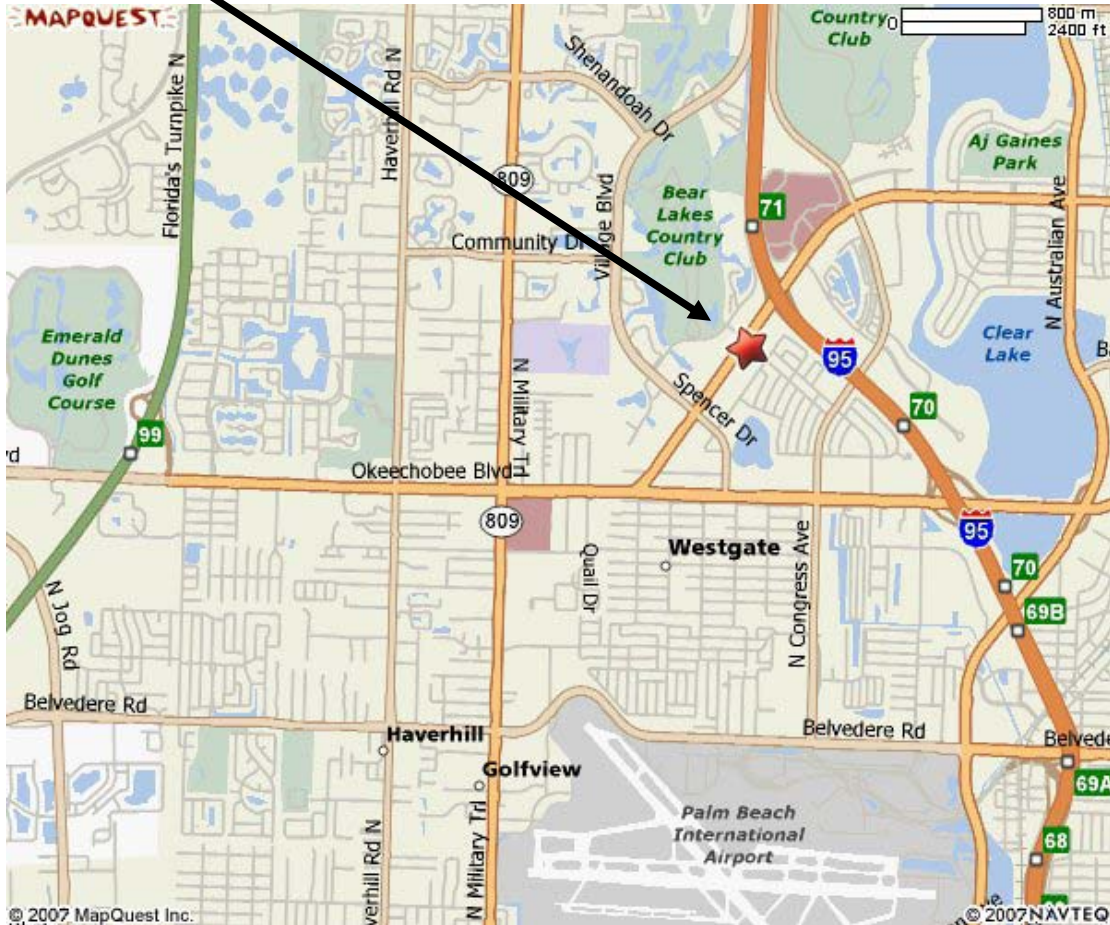 MAPQUEST
Country
Club
0
800 m
2400 ft
Florida's Turnpike N
Haverhill Rd N
Shenandoah Dr
Aj Gaines
Park
809
Bear
Lakes
Country
Club
71
Village Blvd
Community Dr
N Australian Ave
Emerald
Dunes
Golf
Course
Clear
Lake
95
N Military Trl
Spencer Dr
70
99
Okeechobee Blvd
809
95
Westgate
Quail Dr
N Congress Ave
70
69B
N Jog Rd
Belvedere Rd
Haverhill
Belvedere Rd
Belvede
Golfview
69A
Palm Beach
International
Airport
68
N Military Trl
verhill Rd N
© 2007 MapQuest Inc.
© 2007 NAVTEQ